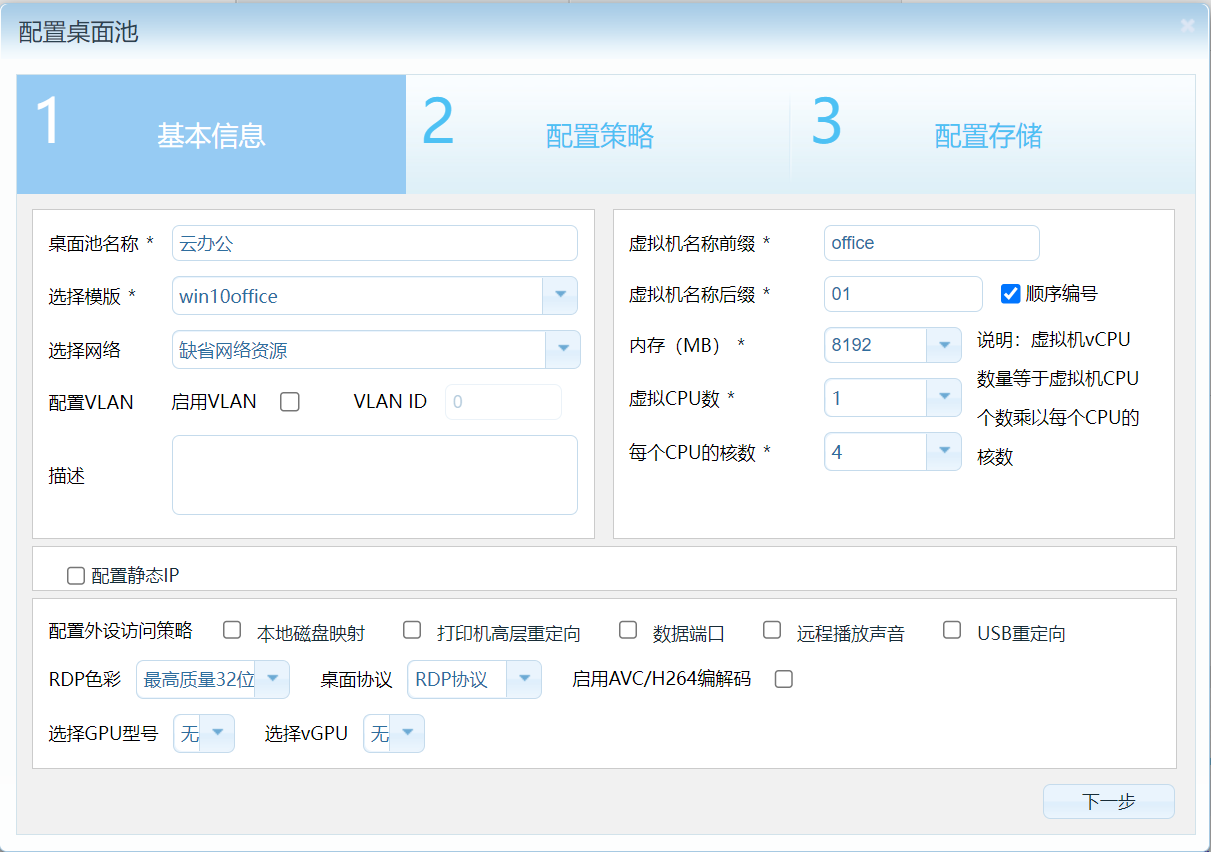 配置桌面池
1 基本信息
2 配置策略
3 配置存储
桌面池名称 * 云办公
选择模版 * win10office
选择网络 缺省网络资源
配置VLAN 启用VLAN VLAN ID 0
描述
虚拟机名称前缀 * office
虚拟机名称后缀 * 01 顺序编号
内存（MB） * 8192
虚拟CPU数 * 1
每个CPU的核数 * 4
说明：虚拟机vCPU
数量等于虚拟机CPU
个数乘以每个CPU的
核数
配置静态IP
配置外设访问策略 本地磁盘映射 打印机高层重定向 数据端口 远程播放声音 USB重定向
RDP色彩 最高质量32位 桌面协议 RDP协议 启用AVC/H264编解码
选择GPU型号 无 选择vGPU 无
下一步